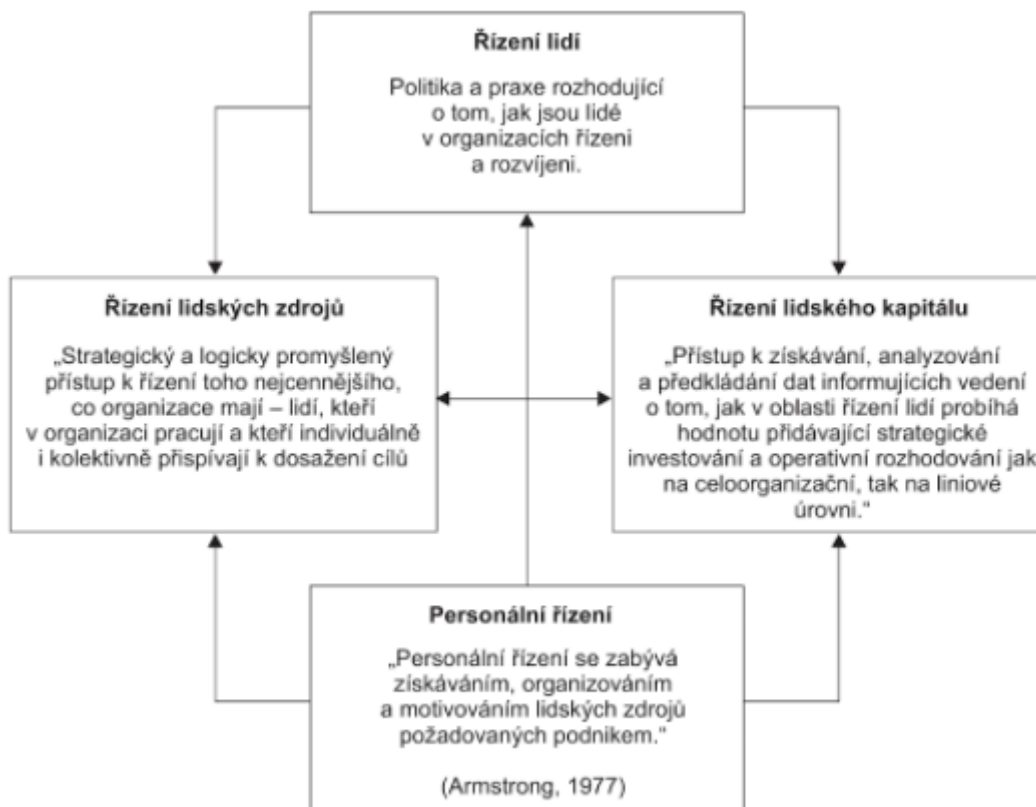 Řízení lidí
Politika a praxe rozhodující
o tom, jak jsou lidé
v organizacích řízeni
a rozvíjeni.
Řízení lidských zdrojů
„Strategický a logicky promyšlený
přístup k řízení toho nejcennějšího,
co organizace mají – lidí, kteří
v organizaci pracují a kteří individuálně
i kolektivně přispívají k dosažení cílů
Řízení lidského kapitálu
„Přístup k získávání, analyzování
a předkládání dat informujících vedení
o tom, jak v oblasti řízení lidí probíhá
hodnotu přidávající strategické
investování a operativní rozhodování jak
na celoorganizační, tak na liniové
úrovni.“
Personální řízení
„Personální řízení se zabývá
získáváním, organizováním
a motivováním lidských zdrojů
požadovaných podnikem.“
(Armstrong, 1977)